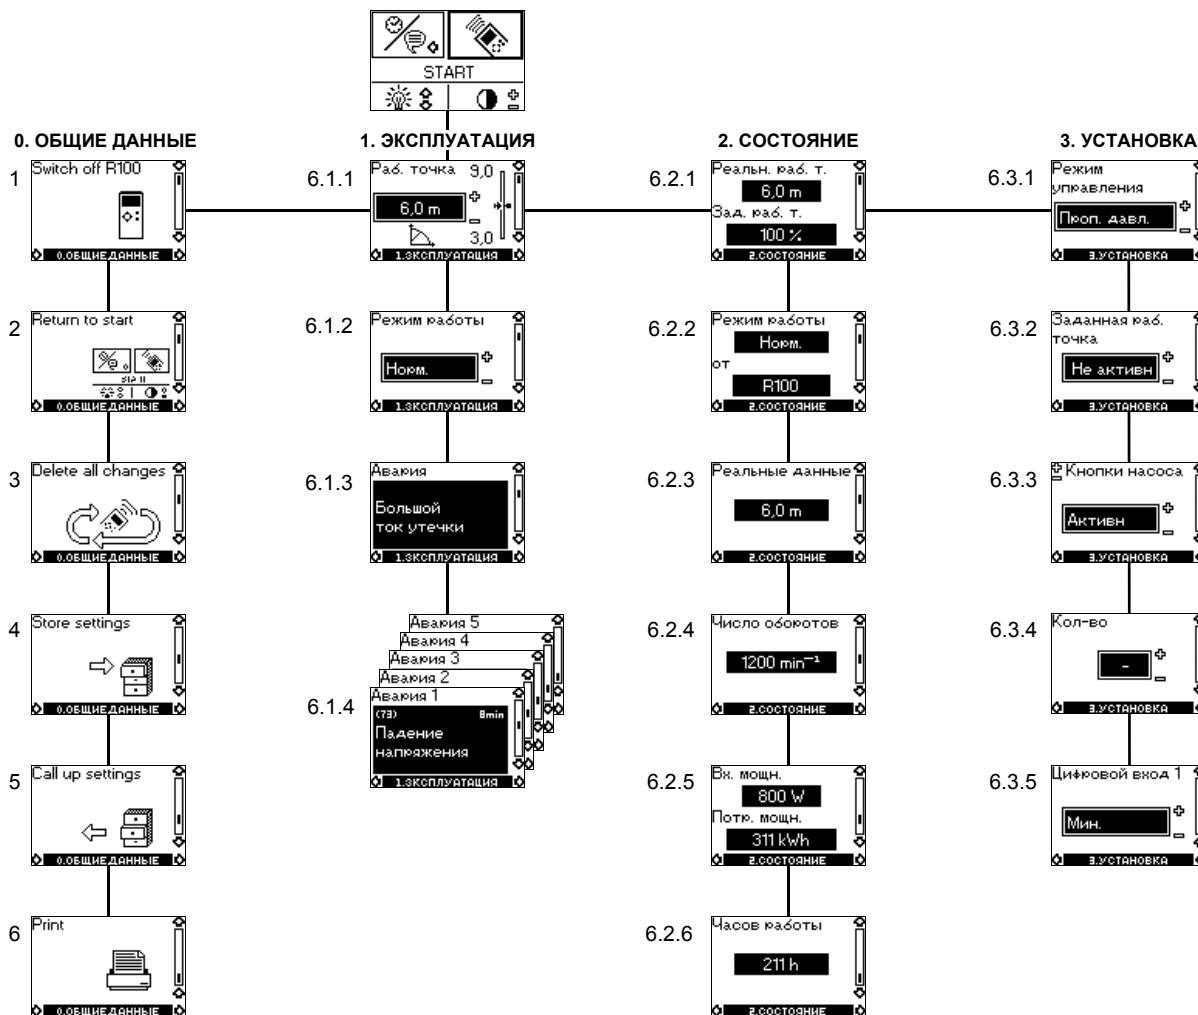 START
0. ОБЩИЕ ДАННЫЕ
1
Switch off R100
0.ОБЩИЕ ДАННЫЕ
2
Return to start
START
0.ОБЩИЕ ДАННЫЕ
3
Delete all changes
0.ОБЩИЕ ДАННЫЕ
4
Store settings
0.ОБЩИЕ ДАННЫЕ
5
Call up settings
0.ОБЩИЕ ДАННЫЕ
6
Print
0.ОБЩИЕ ДАННЫЕ
1. ЭКСПЛУАТАЦИЯ
6.1.1
Раб. точка 9,0
6,0 m
3,0
1.ЭКСПЛУАТАЦИЯ
6.1.2
Режим работы
Норм.
1.ЭКСПЛУАТАЦИЯ
6.1.3
Авария
Большой
ток утечки
1.ЭКСПЛУАТАЦИЯ
6.1.4
Авария 5
Авария 4
Авария 3
Авария 2
Авария 1
(73) 8min
Падение
напряжения
1.ЭКСПЛУАТАЦИЯ
2. СОСТОЯНИЕ
6.2.1
Реальн. раб. т.
6,0 m
Зад. раб. т.
100 %
2.СОСТОЯНИЕ
6.2.2
Режим работы
Норм.
от
R100
2.СОСТОЯНИЕ
6.2.3
Реальные данные
6,0 m
2.СОСТОЯНИЕ
6.2.4
Число оборотов
1200 min⁻¹
2.СОСТОЯНИЕ
6.2.5
Вх. мощн.
800 W
Потр. мощн.
311 kWh
2.СОСТОЯНИЕ
6.2.6
Часов работы
211 h
2.СОСТОЯНИЕ
3. УСТАНОВКА
6.3.1
Режим
управления
Проп. давл.
3.УСТАНОВКА
6.3.2
Заданная раб.
точка
Не активн
3.УСТАНОВКА
6.3.3
Кнопки насоса
Активн
3.УСТАНОВКА
6.3.4
Кол-во
-
3.УСТАНОВКА
6.3.5
Цифровой вход 1
Мин.
3.УСТАНОВКА